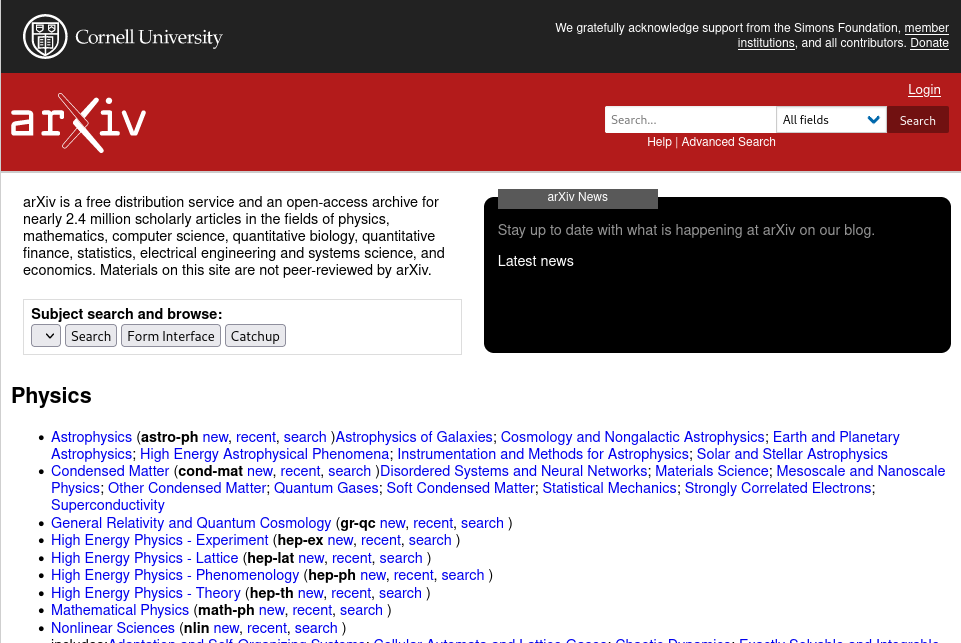 Cornell University
We gratefully acknowledge support from the Simons Foundation, member
institutions, and all contributors. Donate
Login
arXiv
Search...
All fields
Search
Help | Advanced Search
arXiv is a free distribution service and an open-access archive for
nearly 2.4 million scholarly articles in the fields of physics,
mathematics, computer science, quantitative biology, quantitative
finance, statistics, electrical engineering and systems science, and
economics. Materials on this site are not peer-reviewed by arXiv.
arXiv News
Stay up to date with what is happening at arXiv on our blog.
Latest news
Subject search and browse:
Search Form Interface Catchup
Physics
• Astrophysics (astro-ph new, recent, search )Astrophysics of Galaxies; Cosmology and Nongalactic Astrophysics; Earth and Planetary
Astrophysics; High Energy Astrophysical Phenomena; Instrumentation and Methods for Astrophysics; Solar and Stellar Astrophysics
• Condensed Matter (cond-mat new, recent, search )Disordered Systems and Neural Networks; Materials Science; Mesoscale and Nanoscale
Physics; Other Condensed Matter; Quantum Gases; Soft Condensed Matter; Statistical Mechanics; Strongly Correlated Electrons;
Superconductivity
• General Relativity and Quantum Cosmology (gr-qc new, recent, search )
• High Energy Physics - Experiment (hep-ex new, recent, search )
• High Energy Physics - Lattice (hep-lat new, recent, search )
• High Energy Physics - Phenomenology (hep-ph new, recent, search )
• High Energy Physics - Theory (hep-th new, recent, search )
• Mathematical Physics (math-ph new, recent, search )
• Nonlinear Sciences (nlin new, recent, search )
includes:Adaptation and Self-Organizing Systems; Cellular Automata and Lattice Gases; Chaotic Dynamics; Exactly Solvable and Integrable